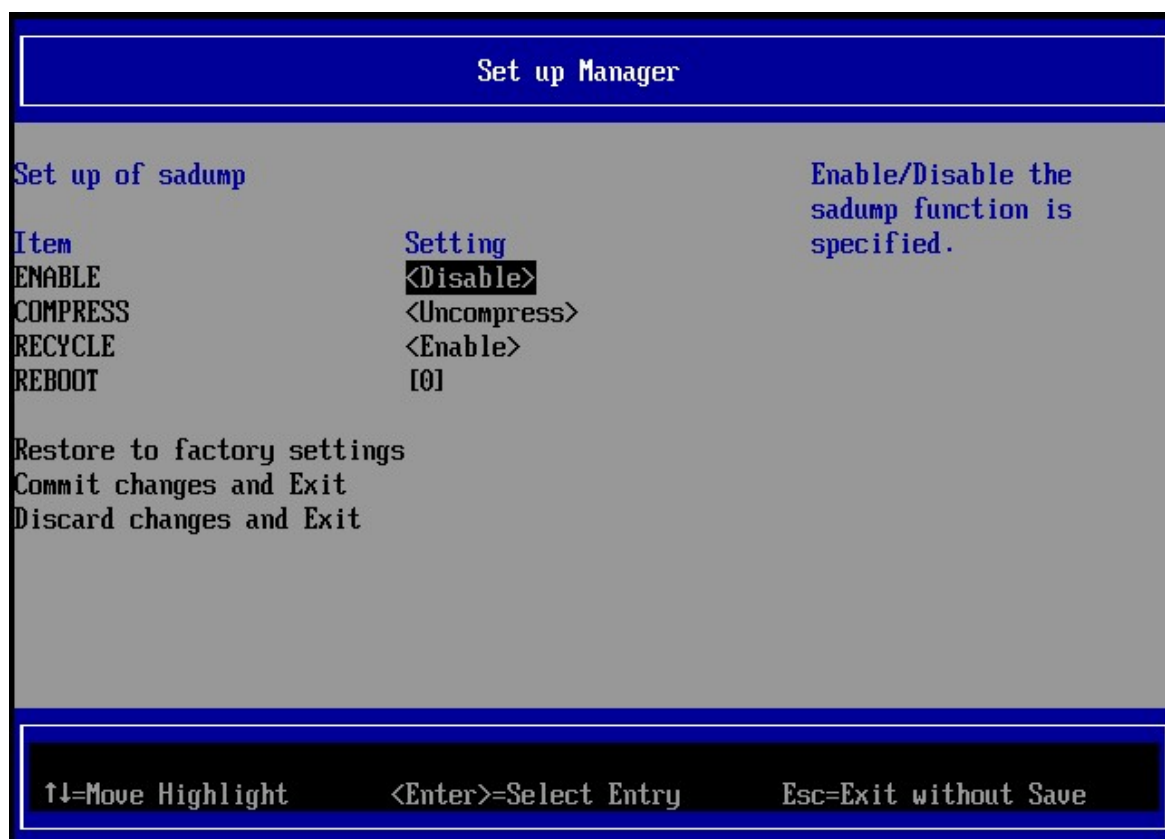 Set up Manager
Set up of sadump
Enable/Disable the
sadump function is
specified.
Item Setting
ENABLE <Disable>
COMPRESS <Uncompress>
RECYCLE <Enable>
REBOOT [0]
Restore to factory settings
Commit changes and Exit
Discard changes and Exit
↑↓=Move Highlight <Enter>=Select Entry Esc=Exit without Save